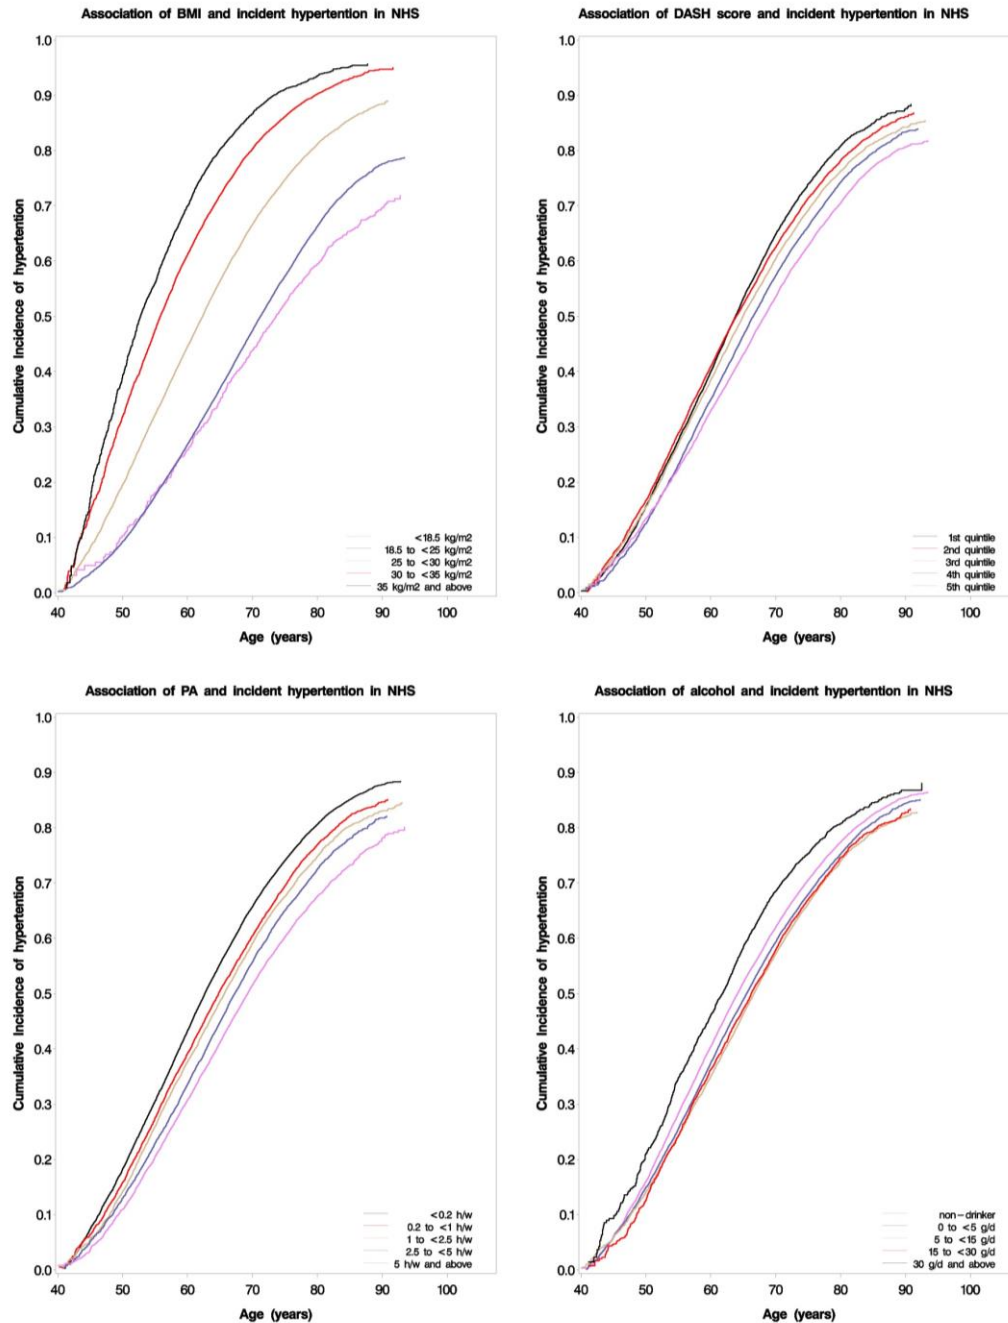 Association of BMI and incident hypertention in NHS
1.0
0.9
0.8
0.7
0.6
0.5
0.4
0.3
0.2
0.1
0.0
Cumulative Incidence of hypertention
<18.5 kg/m2
18.5 to <25 kg/m2
25 to <30 kg/m2
30 to <35 kg/m2
35 kg/m2 and above
40 50 60 70 80 90 100
Age (years)
Association of DASH score and incident hypertention in NHS
1.0
0.9
0.8
0.7
0.6
0.5
0.4
0.3
0.2
0.1
0.0
Cumulative Incidence of hypertention
1st quintile
2nd quintile
3rd quintile
4th quintile
5th quintile
40 50 60 70 80 90 100
Age (years)
Association of PA and incident hypertention in NHS
1.0
0.9
0.8
0.7
0.6
0.5
0.4
0.3
0.2
0.1
0.0
Cumulative Incidence of hypertention
<0.2 h/w
0.2 to <1 h/w
1 to <2.5 h/w
2.5 to <5 h/w
5 h/w and above
40 50 60 70 80 90 100
Age (years)
Association of alcohol and incident hypertention in NHS
1.0
0.9
0.8
0.7
0.6
0.5
0.4
0.3
0.2
0.1
0.0
Cumulative Incidence of hypertention
non-drinker
0 to <5 g/d
5 to <15 g/d
15 to <30 g/d
30 g/d and above
40 50 60 70 80 90 100
Age (years)